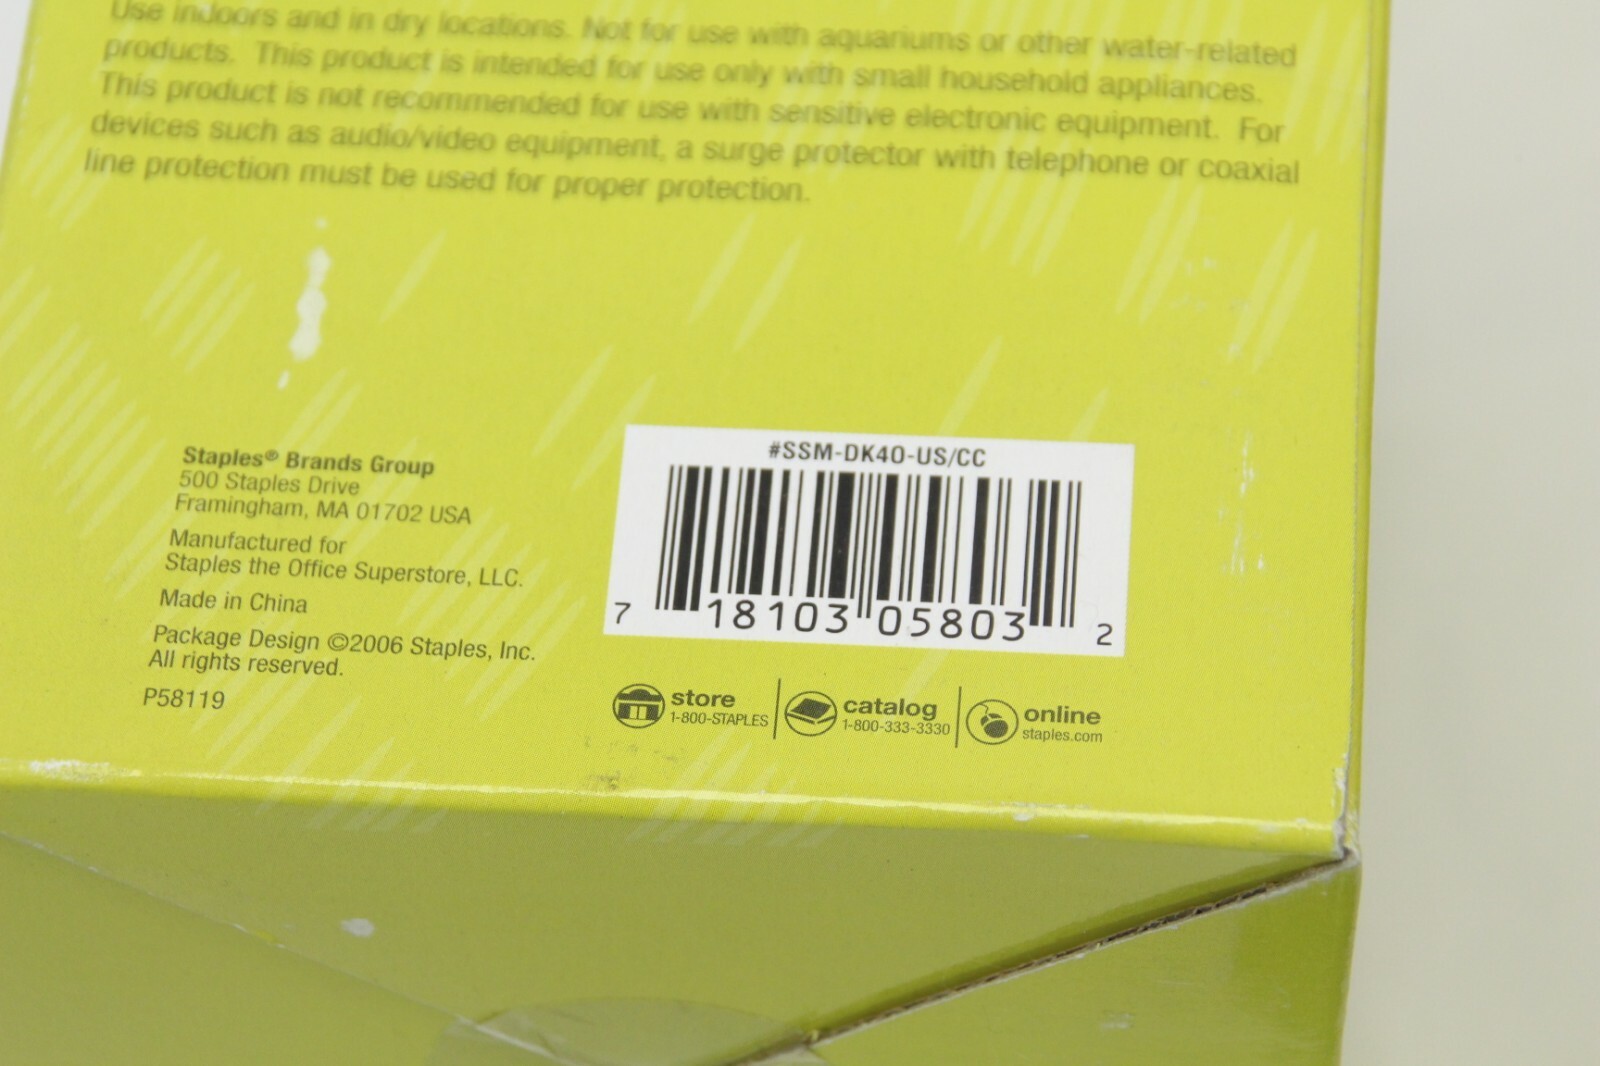 Use indoors and in dry locations. Not for use with aquariums or other water-related
products. This product is intended for use only with small household appliances.
This product is not recommended for use with sensitive electronic equipment. For
devices such as audio/video equipment, a surge protector with telephone or coaxial
line protection must be used for proper protection.
Staples® Brands Group
500 Staples Drive
Framingham, MA 01702 USA
Manufactured for
Staples the Office Superstore, LLC.
Made in China
Package Design ©2006 Staples, Inc.
All rights reserved.
P58119
#SSM-DK40-US/CC
7 18103 05803 2
store
1-800-STAPLES
catalog
1-800-333-3330
online
staples.com